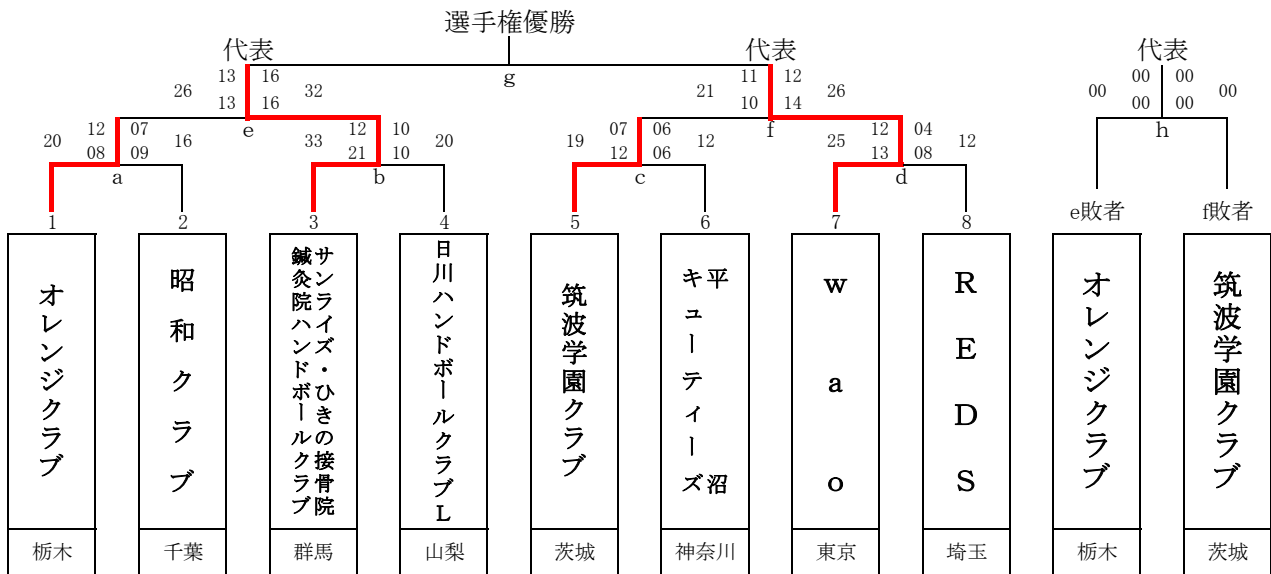 選手権優勝
代表
代表
代表
g
13 16
11 12
00 00
26 32
21 26
00 00
13 16
10 14
00 00
e
f
h
12 07
12 10
07 06
12 04
20 16
33 20
19 12
25 12
08 09
21 10
12 06
13 08
a
b
c
d
e敗者
f敗者
1
2
3
4
5
6
7
8
オレンジクラブ
昭和クラブ
サンライズ・ひきの接骨院
鍼灸院ハンドボールクラブ
日川ハンドボールクラブL
筑波学園クラブ
平沼
キューティーズ
wao
REDS
オレンジクラブ
筑波学園クラブ
栃木
千葉
群馬
山梨
茨城
神奈川
東京
埼玉
栃木
茨城